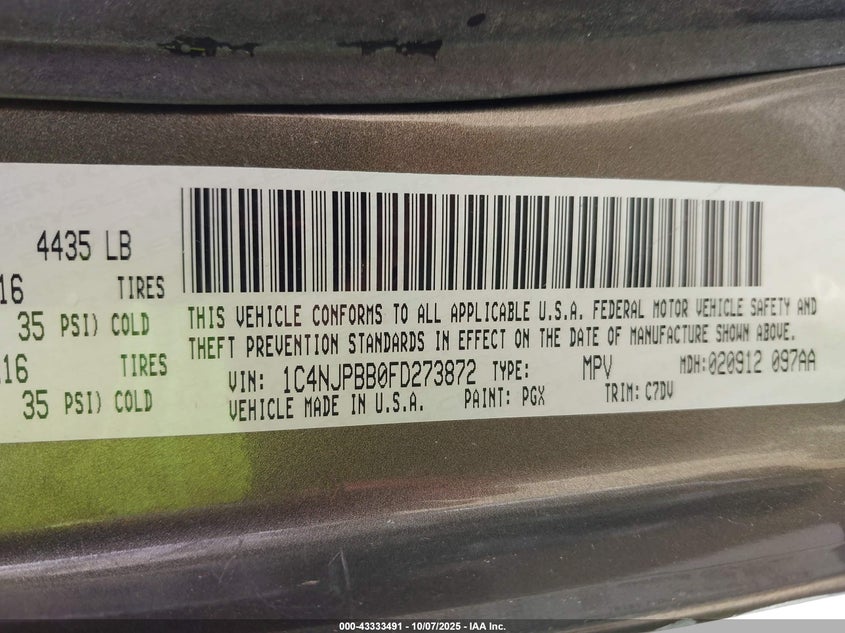 4435 LB
16 TIRES
35 PSI) COLD
16 TIRES
35 PSI) COLD
THIS VEHICLE CONFORMS TO ALL APPLICABLE U.S.A. FEDERAL MOTOR VEHICLE SAFETY AND
THEFT PREVENTION STANDARDS IN EFFECT ON THE DATE OF MANUFACTURE SHOWN ABOVE.
VIN: 1C4NJPBB0FD273872 TYPE: MPV MDH:020912 097AA
VEHICLE MADE IN U.S.A. PAINT: PGX TRIM: C7DV
000-43333491 - 10/07/2025 - IAA Inc.